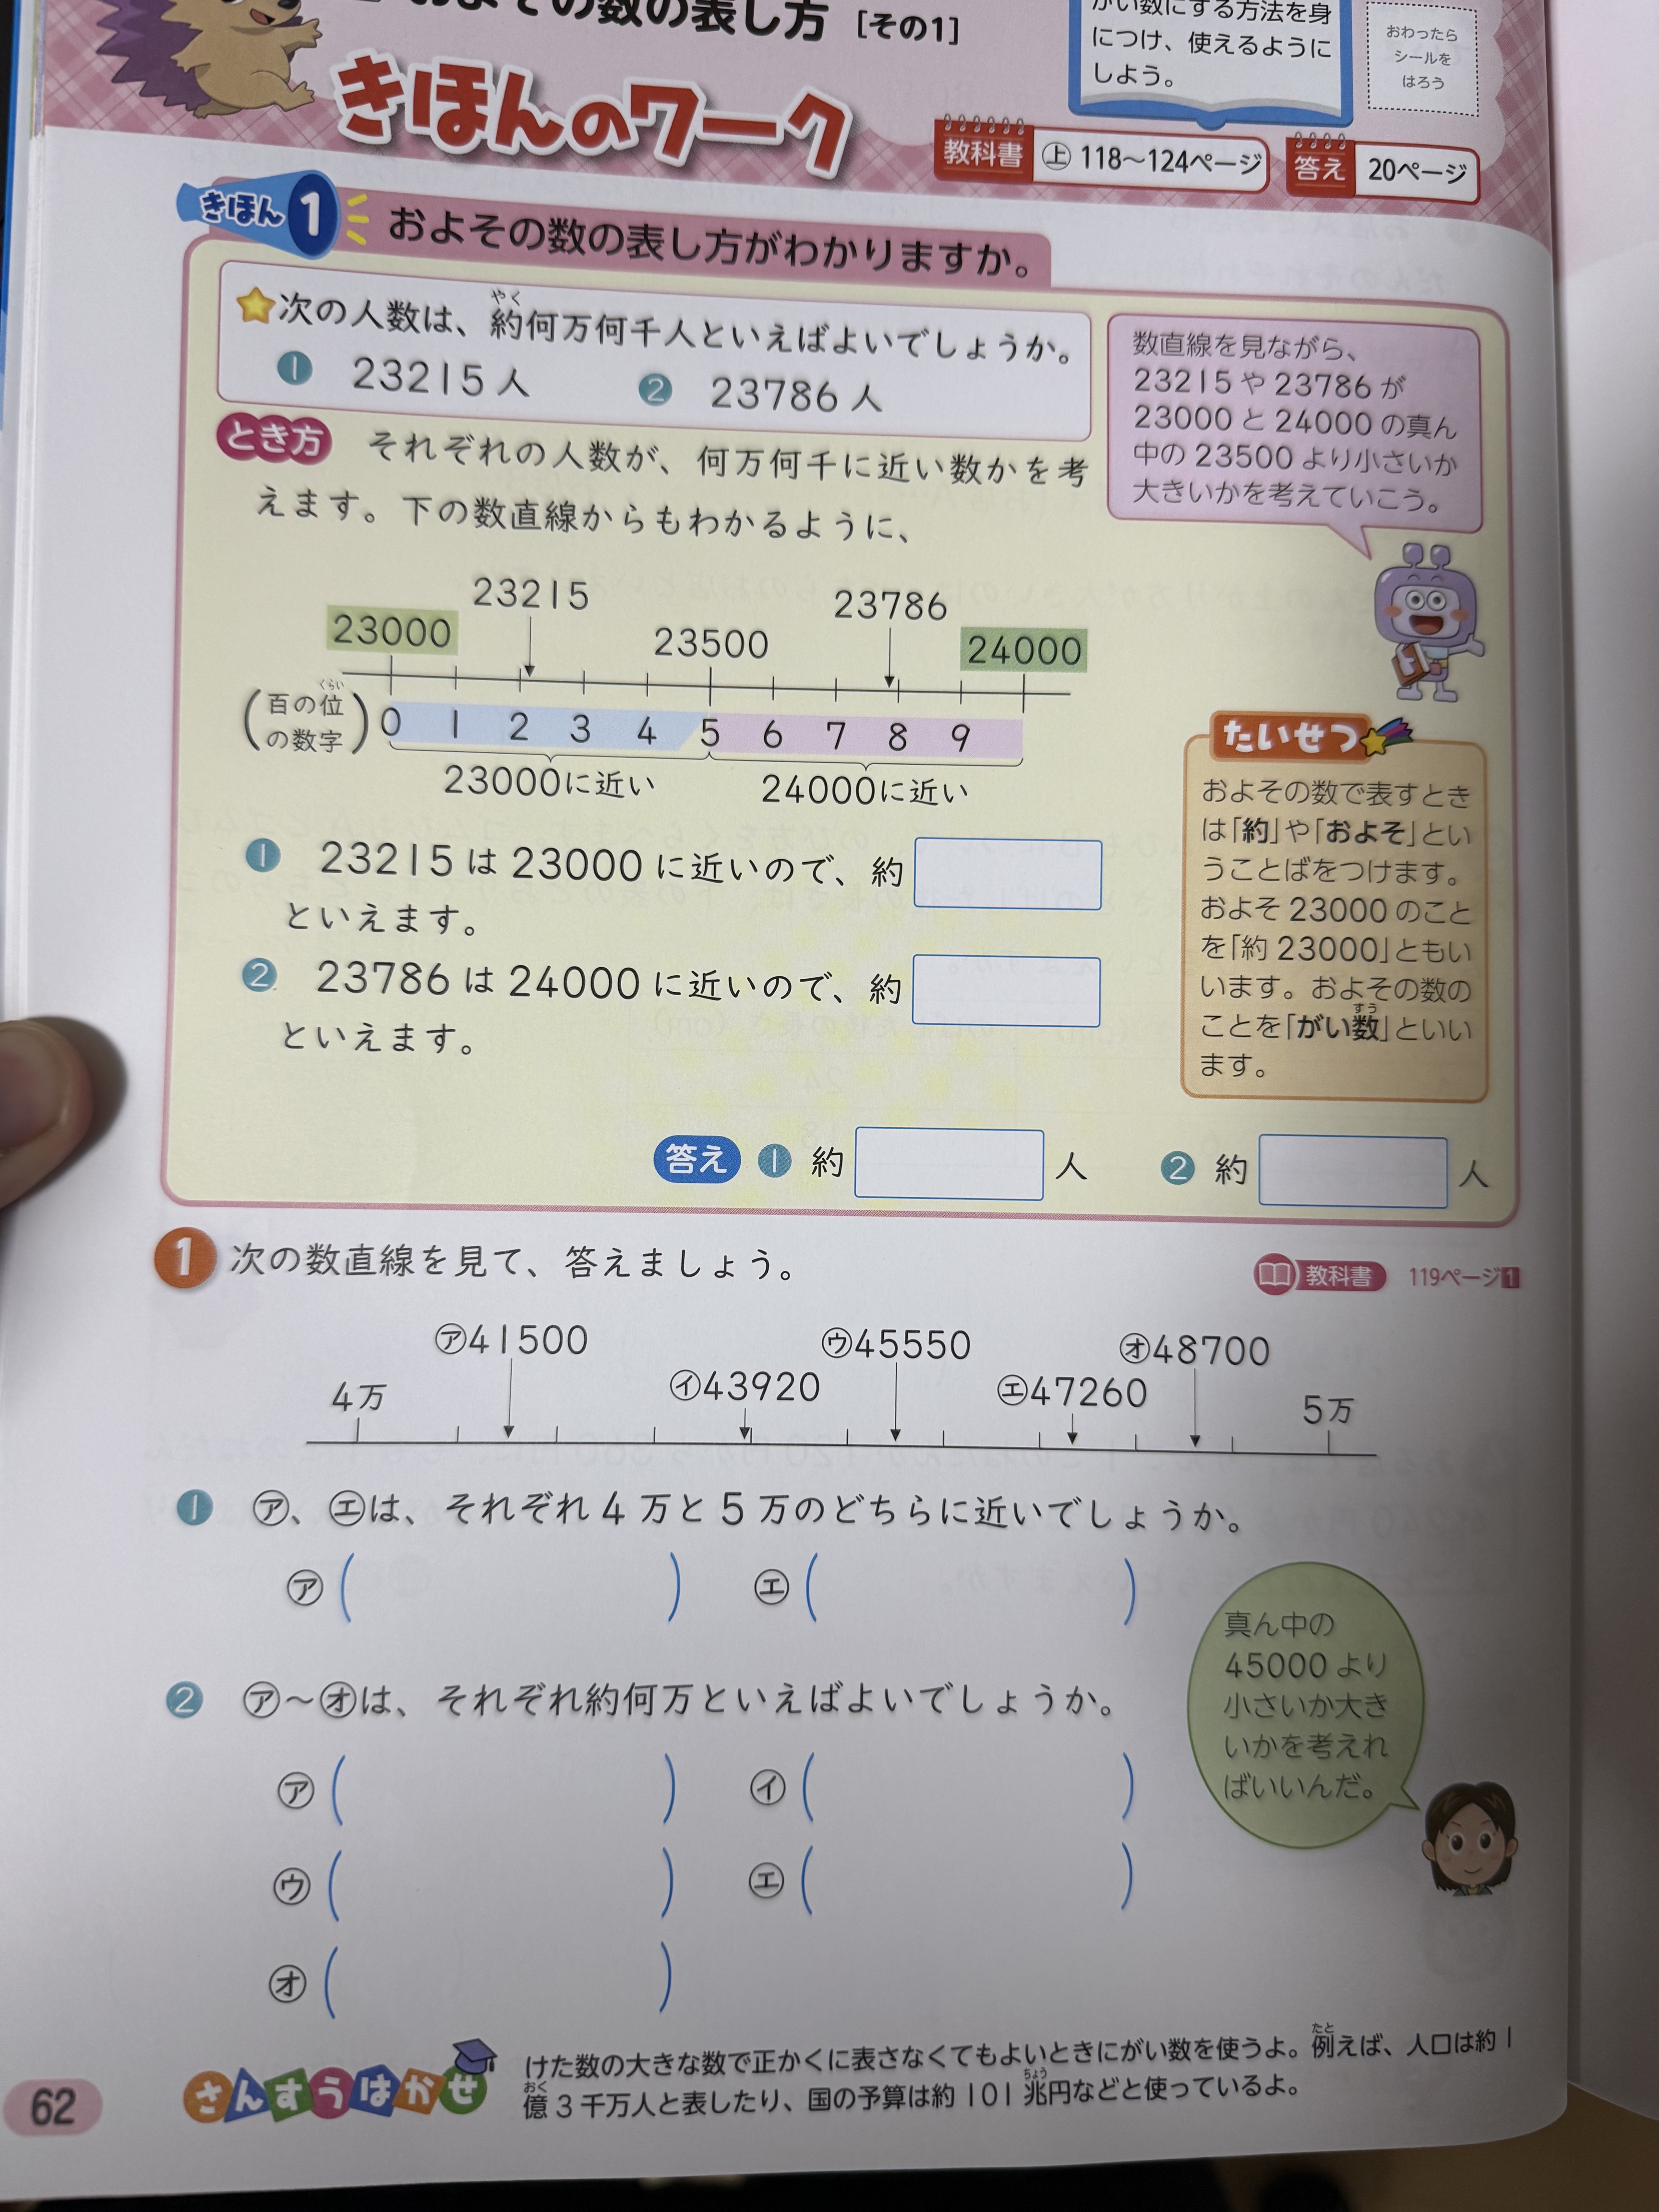 およその数の表し方 [その1]
がい数にする方法を身
につけ、使えるように
しよう。
おわったら
シールを
はろう
きほんのワーク
教科書 ㊤ 118〜124ページ
答え 20ページ
きほん 1 およその数の表し方がわかりますか。
次の人数は、約何万何千人といえばよいでしょうか。
やく
❶ 23215人 ❷ 23786人
数直線を見ながら、
23215や23786が
23000と24000の真ん
中の23500より小さいか
大きいかを考えていこう。
とき方 それぞれの人数が、何万何千に近い数かを考
えます。下の数直線からもわかるように、
23215 23786
23000 23500 24000
くらい
(百の位の数字) 0 1 2 3 4 5 6 7 8 9
23000に近い 24000に近い
❶ 23215は23000に近いので、約
といえます。
❷ 23786は24000に近いので、約
といえます。
たいせつ
およその数で表すとき
は「約」や「およそ」とい
うことばをつけます。
およそ23000のこと
を「約23000」ともい
います。およその数の
すう
ことを「がい数」といい
ます。
答え ❶ 約 人 ❷ 約 人
1 次の数直線を見て、答えましょう。
教科書 119ページ1
㋐41500 ㋒45550 ㋔48700
4万 ㋑43920 ㋓47260 5万
❶ ㋐、㋓は、それぞれ4万と5万のどちらに近いでしょうか。
㋐( ) ㋓( )
❷ ㋐〜㋔は、それぞれ約何万といえばよいでしょうか。
㋐( ) ㋑( )
㋒( ) ㋓( )
㋔( )
真ん中の
45000より
小さいか大き
いかを考えれ
ばいいんだ。
さんすうはかせ
たと
けた数の大きな数で正かくに表さなくてもよいときにがい数を使うよ。例えば、人口は約1
おく ちょう
億3千万人と表したり、国の予算は約101兆円などと使っているよ。
62